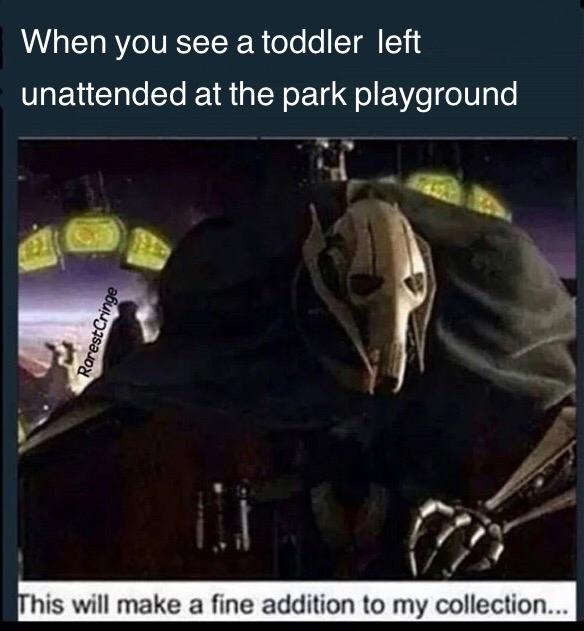 When you see a toddler left
unattended at the park playground
RarestCringe
This will make a fine addition to my collection...